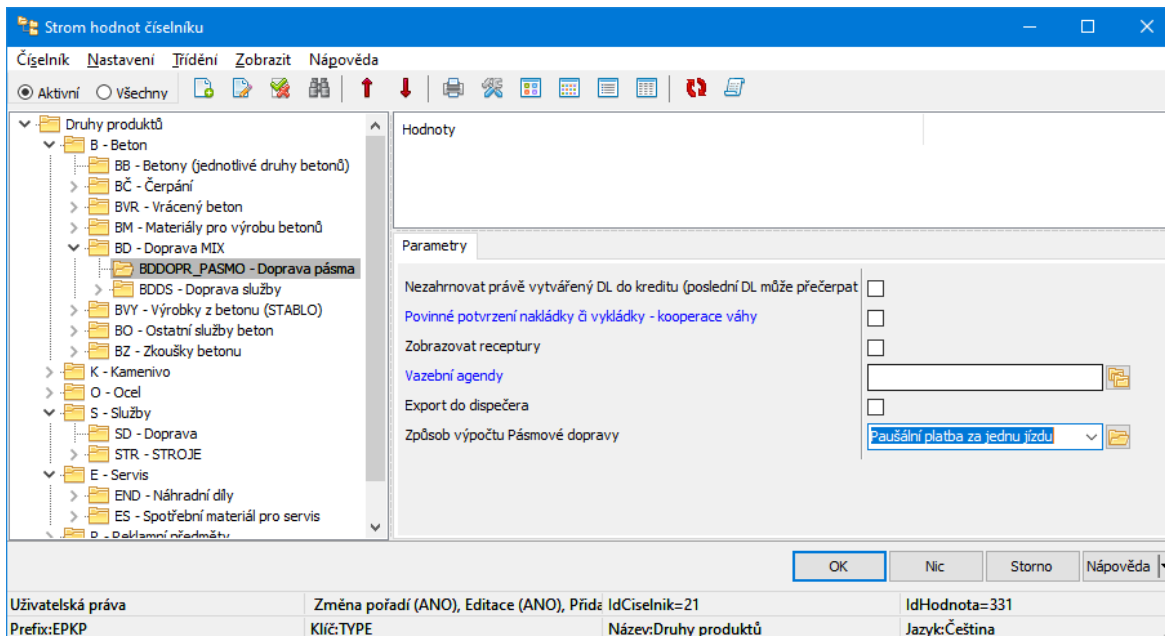 Strom hodnot číselníku
Číselník Nastavení Třídění Zobrazit Nápověda
Aktivní Všechny
Druhy produktů
B - Beton
BB - Betony (jednotlivé druhy betonů)
BČ - Čerpání
BVR - Vrácený beton
BM - Materiály pro výrobu betonů
BD - Doprava MIX
BDDOPR_PASMO - Doprava pásma
BDDS - Doprava služby
BVY - Výrobky z betonu (STABLO)
BO - Ostatní služby beton
BZ - Zkoušky betonu
K - Kamenivo
O - Ocel
S - Služby
SD - Doprava
STR - STROJE
E - Servis
END - Náhradní díly
ES - Spotřební materiál pro servis
R - Reklamní předměty
Hodnoty
Parametry
Nezahrnovat právě vytvářený DL do kreditu (poslední DL může přečerpat
Povinné potvrzení nakládky či vykládky - kooperace váhy
Zobrazovat receptury
Vazební agendy
Export do dispečera
Způsob výpočtu Pásmové dopravy Paušální platba za jednu jízdu
OK Nic Storno Nápověda
Uživatelská práva Změna pořadí (ANO), Editace (ANO), Přida IdCiselnik=21 IdHodnota=331
Prefix:EPKP Klíč:TYPE Název:Druhy produktů Jazyk:Čeština